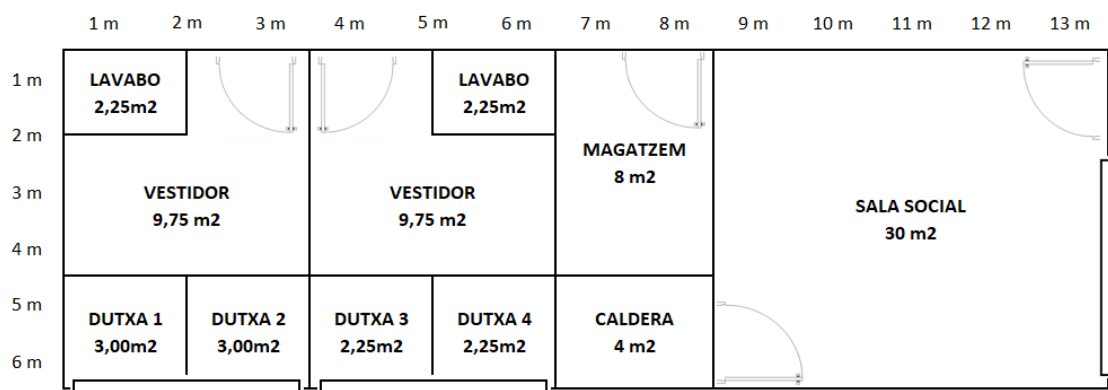 1 m 2 m 3 m 4 m 5 m 6 m 7 m 8 m 9 m 10 m 11 m 12 m 13 m
1 m
2 m
3 m
4 m
5 m
6 m
LAVABO
2,25m2
LAVABO
2,25m2
MAGATZEM
8 m2
VESTIDOR
9,75 m2
VESTIDOR
9,75 m2
SALA SOCIAL
30 m2
DUTXA 1
3,00m2
DUTXA 2
3,00m2
DUTXA 3
2,25m2
DUTXA 4
2,25m2
CALDERA
4 m2